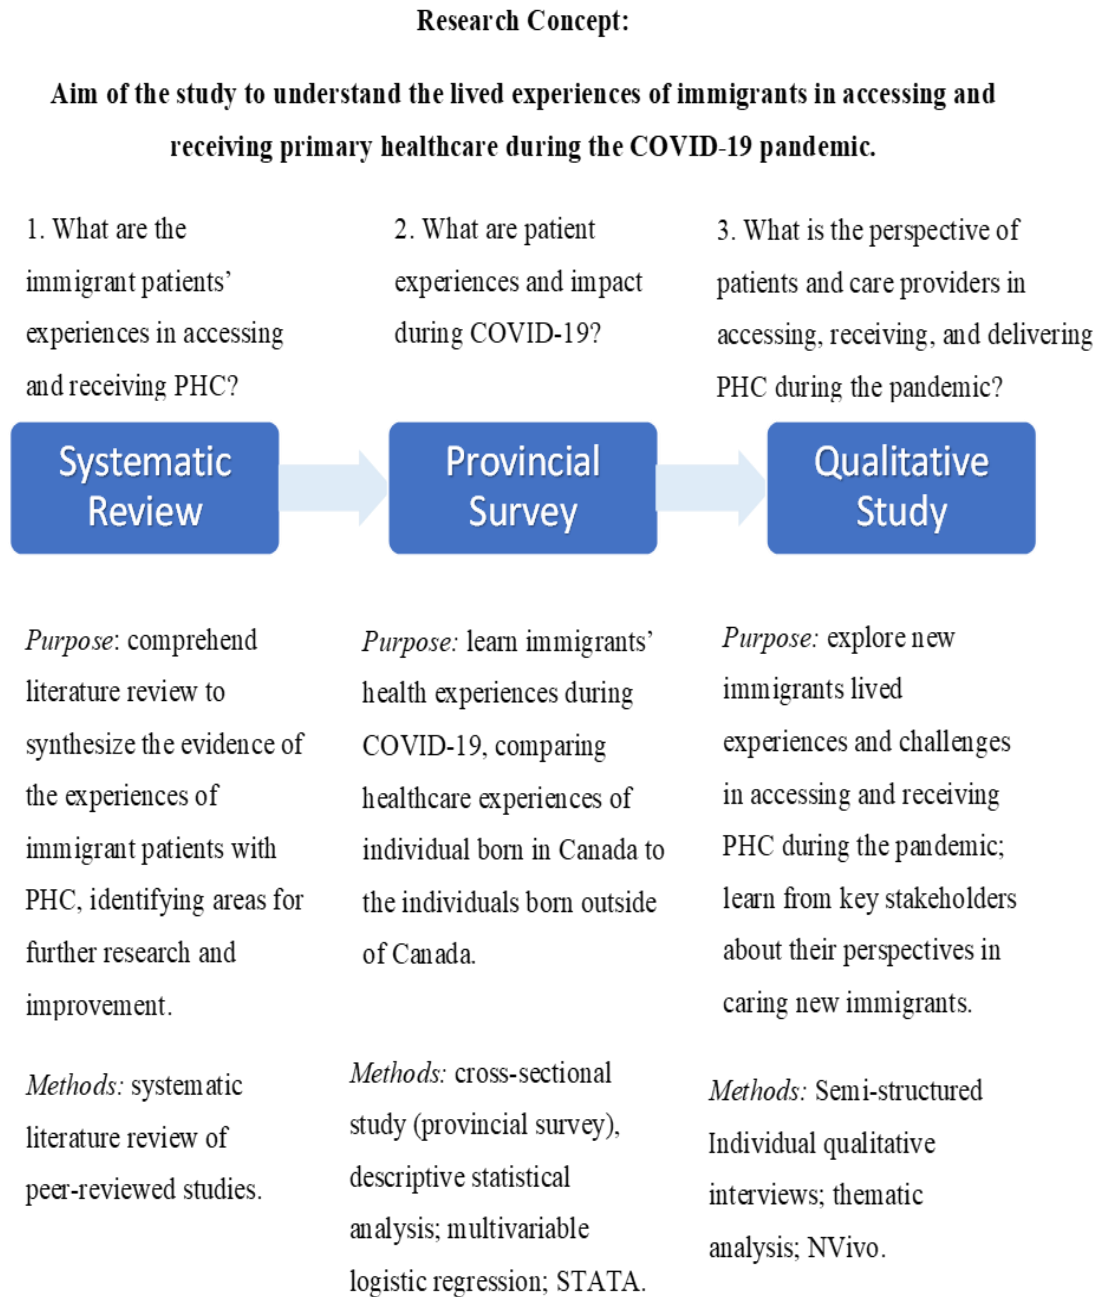 Research Concept:
Aim of the study to understand the lived experiences of immigrants in accessing and
receiving primary healthcare during the COVID-19 pandemic.
1. What are the
immigrant patients’
experiences in accessing
and receiving PHC?
2. What are patient
experiences and impact
during COVID-19?
3. What is the perspective of
patients and care providers in
accessing, receiving, and delivering
PHC during the pandemic?
Systematic
Review
Provincial
Survey
Qualitative
Study
Purpose: comprehend
literature review to
synthesize the evidence of
the experiences of
immigrant patients with
PHC, identifying areas for
further research and
improvement.
Purpose: learn immigrants’
health experiences during
COVID-19, comparing
healthcare experiences of
individual born in Canada to
the individuals born outside
of Canada.
Purpose: explore new
immigrants lived
experiences and challenges
in accessing and receiving
PHC during the pandemic;
learn from key stakeholders
about their perspectives in
caring new immigrants.
Methods: systematic
literature review of
peer-reviewed studies.
Methods: cross-sectional
study (provincial survey),
descriptive statistical
analysis; multivariable
logistic regression; STATA.
Methods: Semi-structured
Individual qualitative
interviews; thematic
analysis; NVivo.